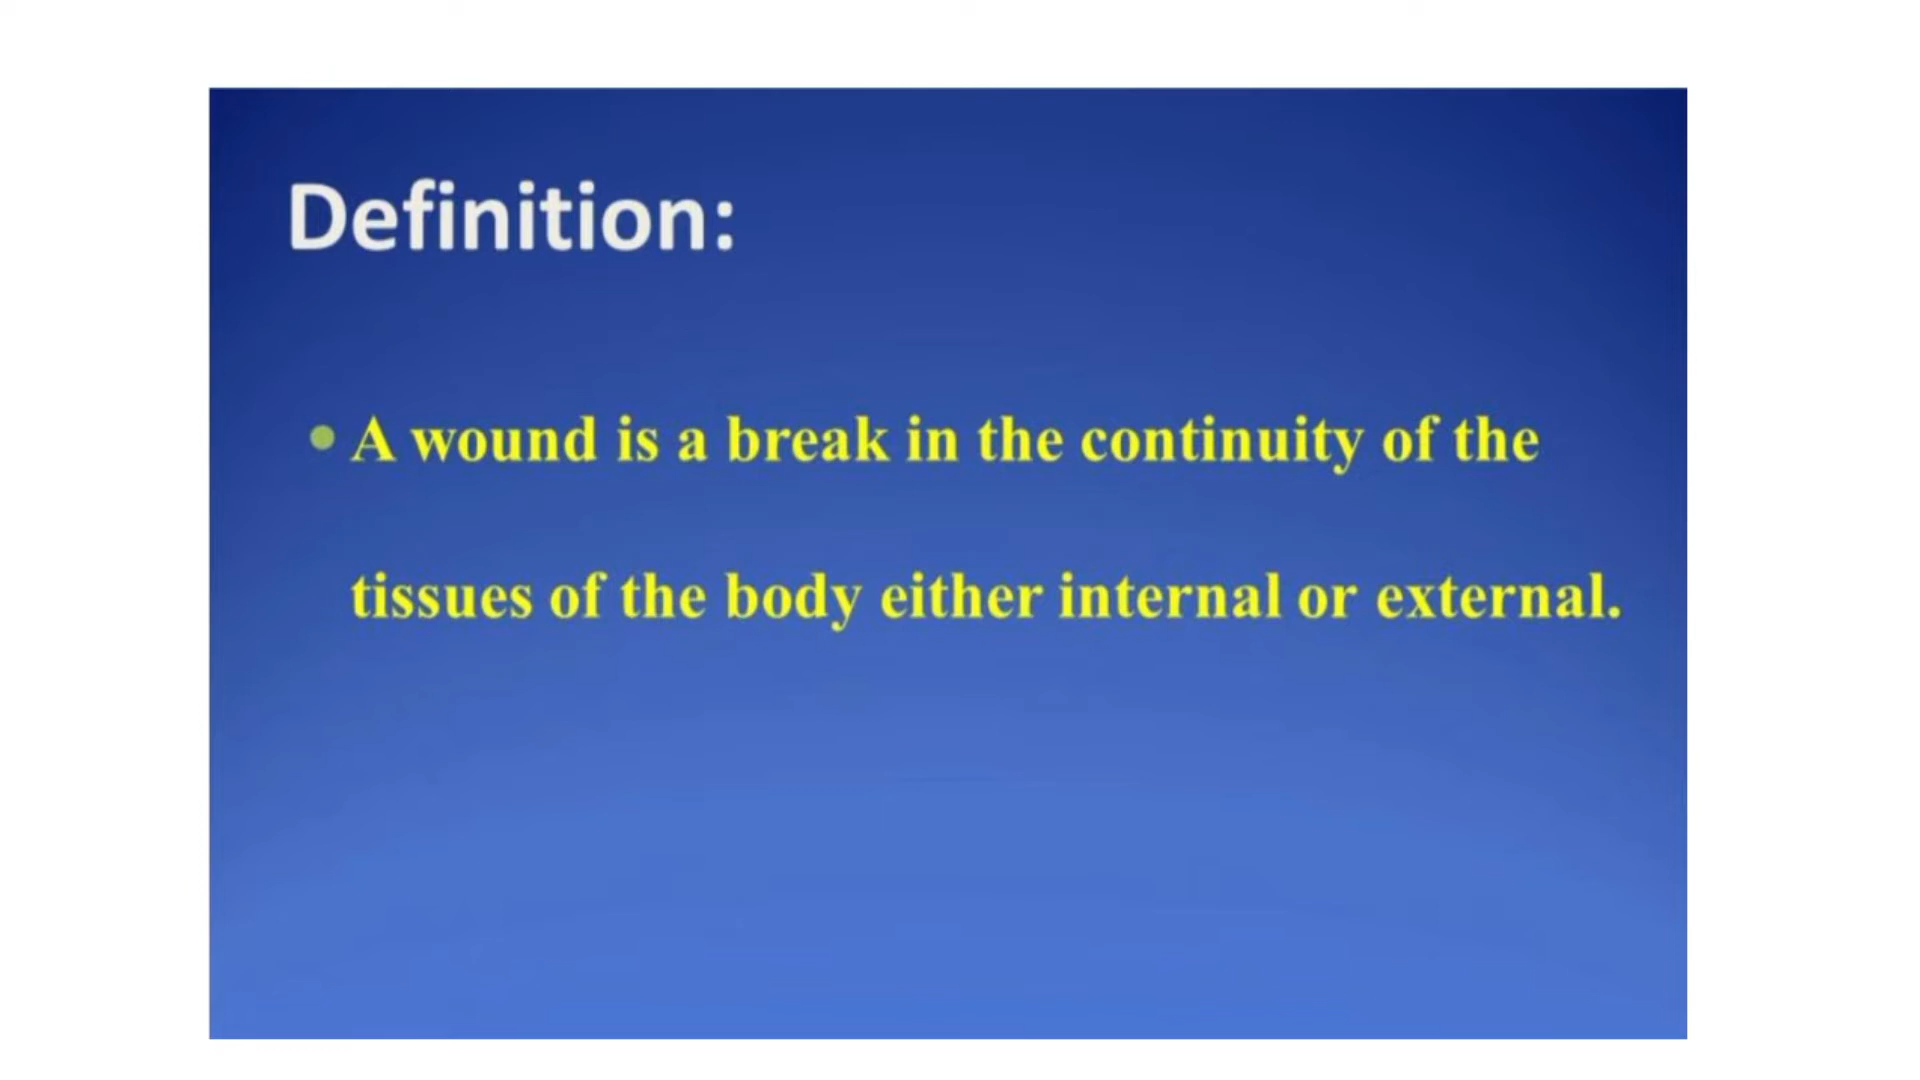 Definition:
• A wound is a break in the continuity of the
tissues of the body either internal or external.